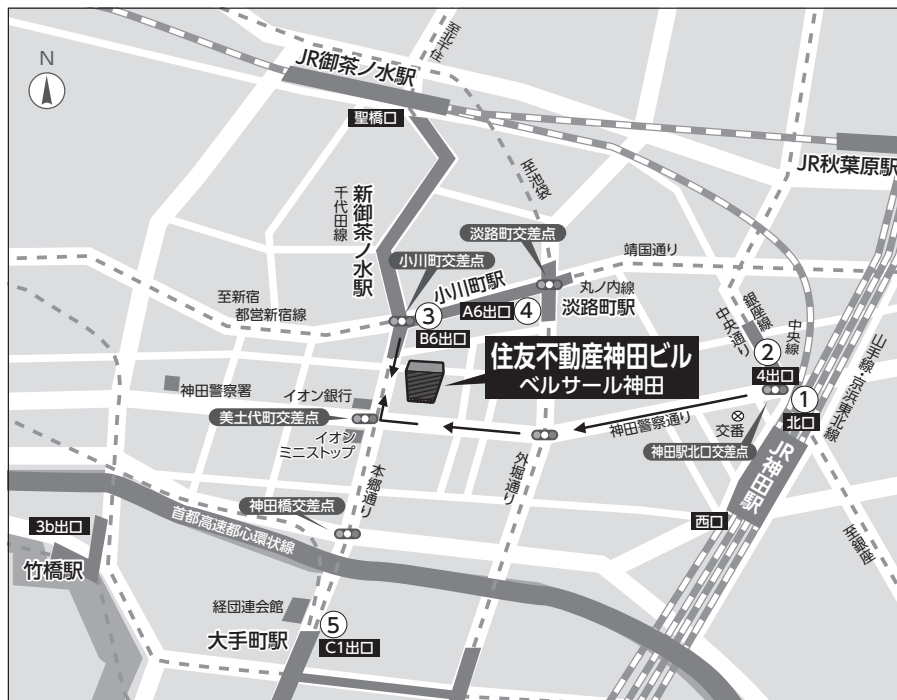 N
至北千住
JR御茶ノ水駅
聖橋口
JR秋葉原駅
至池袋
千代田線
新御茶ノ水駅
淡路町交差点
靖国通り
小川町交差点
小川町駅
丸ノ内線
淡路町駅
至新宿
都営新宿線
③
A6出口
④
B6出口
銀座線
中央通り
中央線
②
4出口
山手線・京浜東北線
住友不動産神田ビル
ベルサール神田
①
北口
神田警察署
イオン銀行
美土代町交差点
イオン
ミニストップ
神田警察通り
交番
神田駅北口交差点
JR神田駅
西口
本郷通り
外堀通り
神田橋交差点
3b出口
首都高速都心環状線
竹橋駅
至銀座
経団連会館
大手町駅
⑤
C1出口